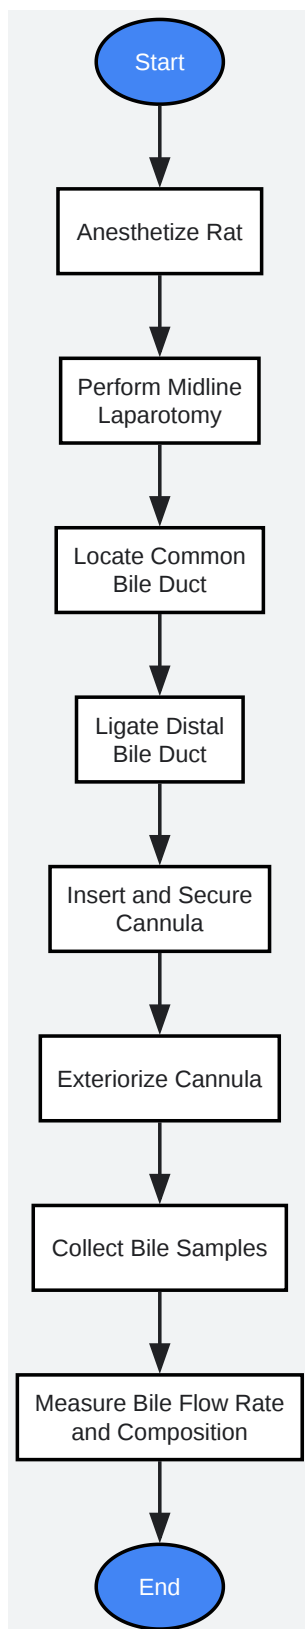 Start
Anesthetize Rat
Perform Midline
Laparotomy
Locate Common
Bile Duct
Ligate Distal
Bile Duct
Insert and Secure
Cannula
Exteriorize Cannula
Collect Bile Samples
Measure Bile Flow Rate
and Composition
End